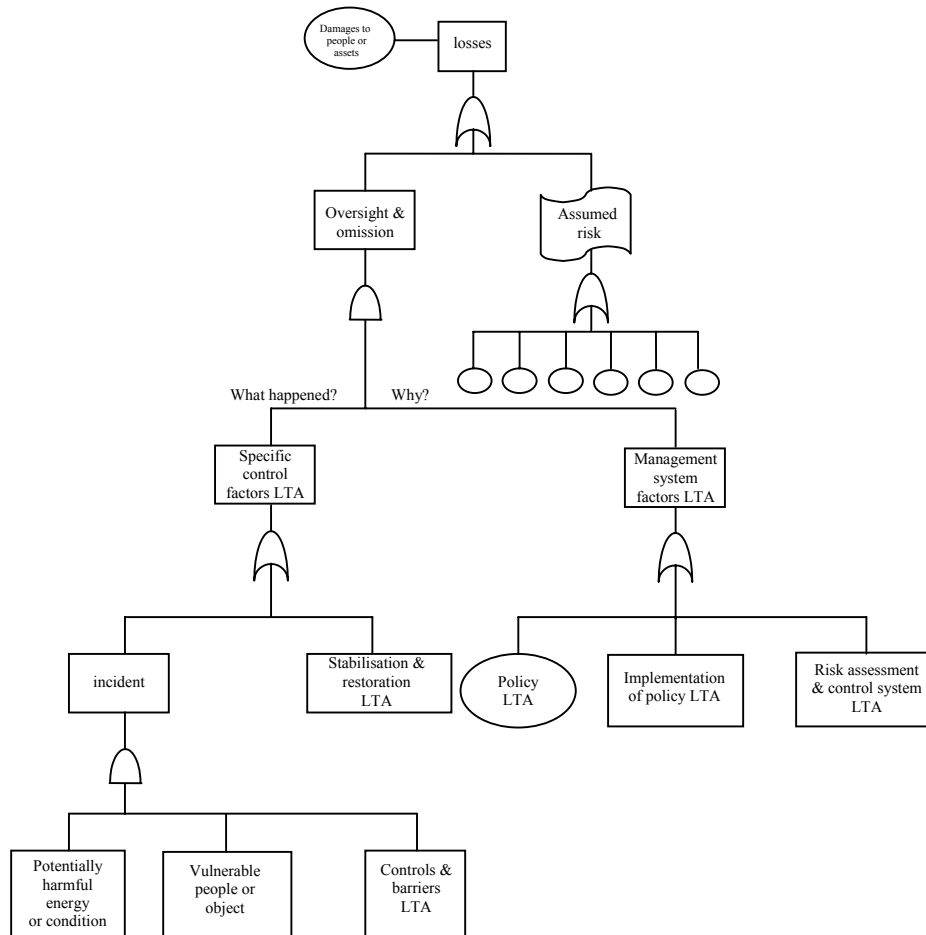 Damages to
people or
assets
losses
Oversight &
omission
Assumed
risk
What happened?
Why?
Specific
control
factors LTA
Management
system
factors LTA
incident
Stabilisation &
restoration
LTA
Policy
LTA
Implementation
of policy LTA
Risk assessment
& control system
LTA
Potentially
harmful
energy
or condition
Vulnerable
people or
object
Controls &
barriers
LTA